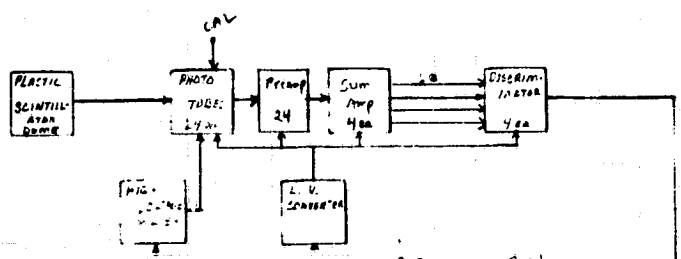 CAL
PLASTIC
SCINTILL-
ATOR
DOME
PHOTO
TUBE
24
Preamp
24
Sum
Amp
4 ea
DISCRIM-
INATOR
4 ea
L. V.
CONVERTER